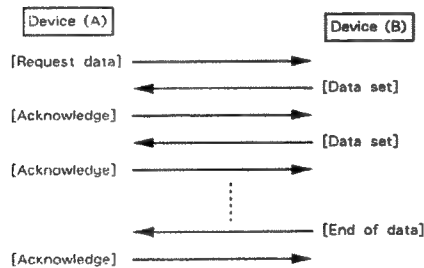 Device (A)
Device (B)
[Request data]
[Data set]
[Acknowledge]
[Data set]
[Acknowledge]
[End of data]
[Acknowledge]